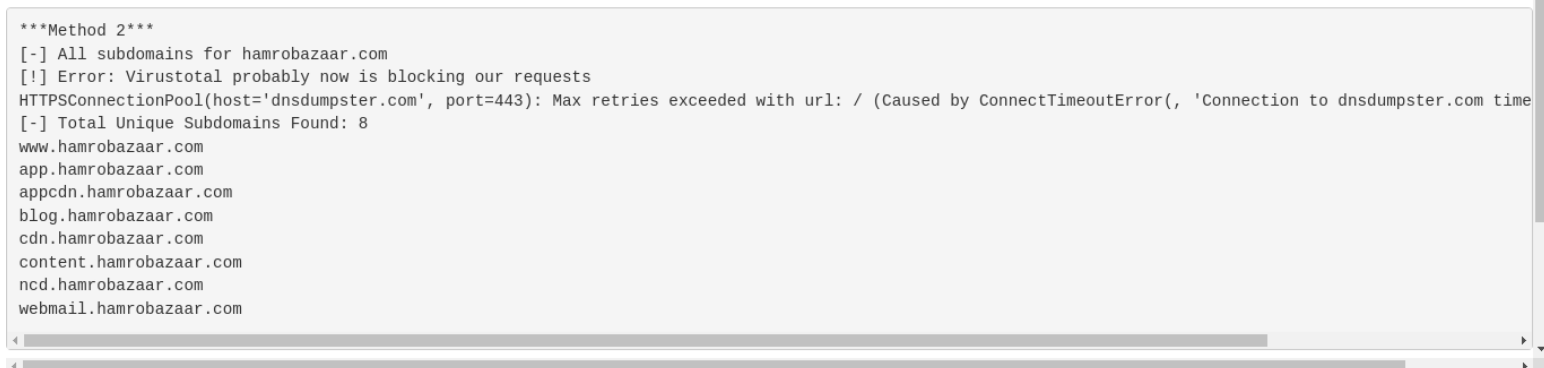 ***Method 2***
[-] All subdomains for hamrobazaar.com
[!] Error: Virustotal probably now is blocking our requests
HTTPSConnectionPool(host='dnsdumpster.com', port=443): Max retries exceeded with url: / (Caused by ConnectTimeoutError(, 'Connection to dnsdumpster.com time
[-] Total Unique Subdomains Found: 8
www.hamrobazaar.com
app.hamrobazaar.com
appcdn.hamrobazaar.com
blog.hamrobazaar.com
cdn.hamrobazaar.com
content.hamrobazaar.com
ncd.hamrobazaar.com
webmail.hamrobazaar.com